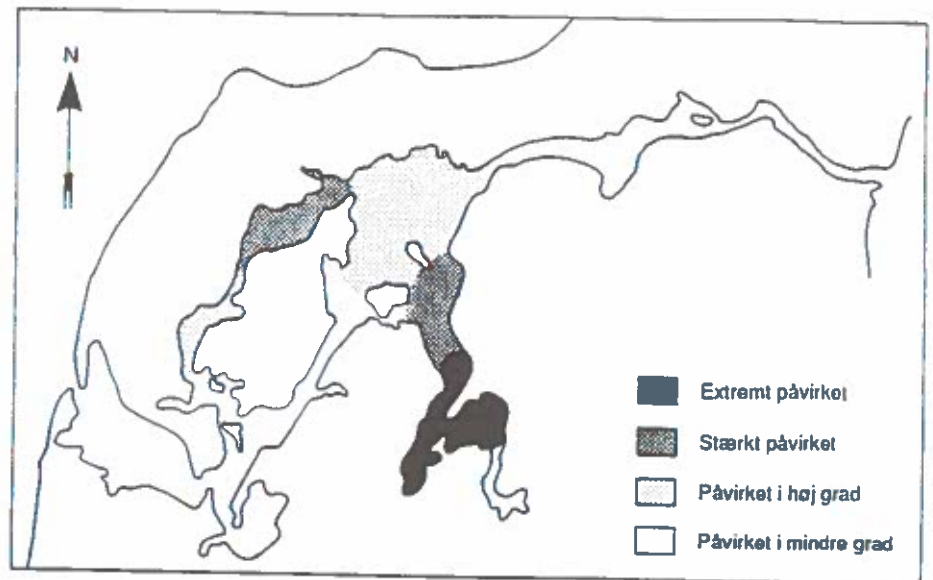 N
Extremt påvirket
Stærkt påvirket
Påvirket i høj grad
Påvirket i mindre grad